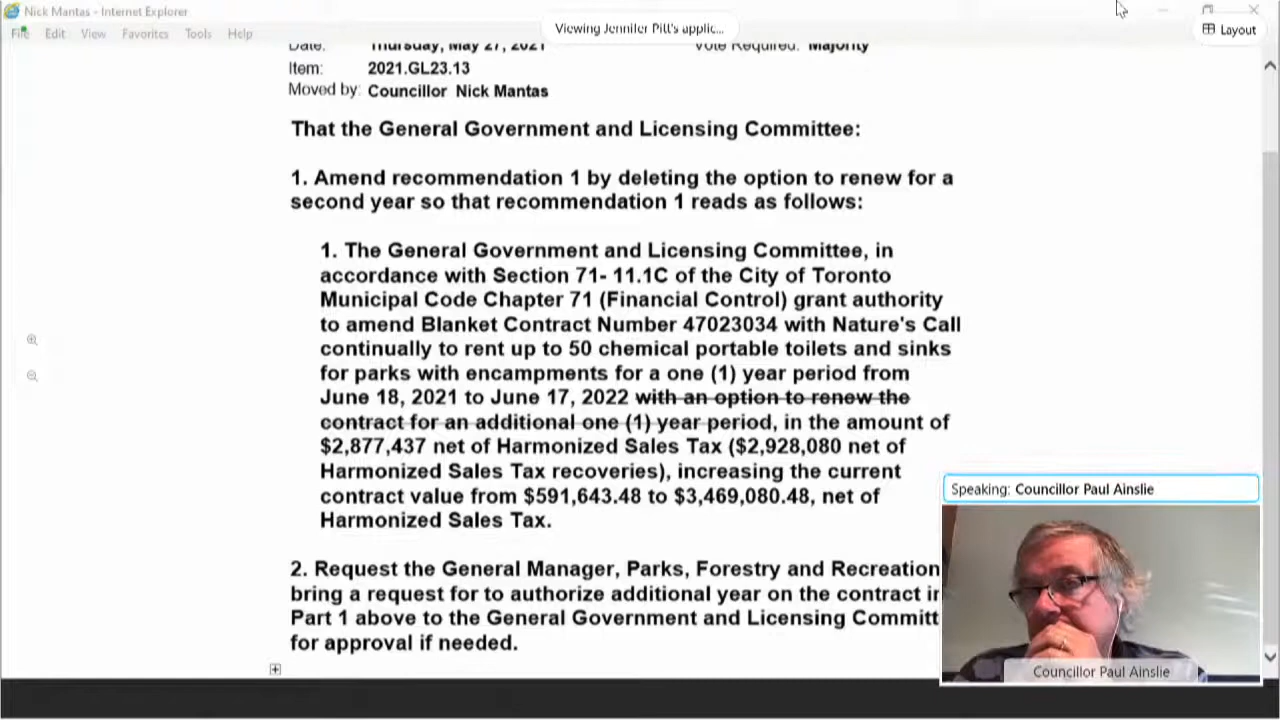 Nick Mantas - Internet Explorer
File Edit View Favorites Tools Help
Viewing Jennifer Pill's applic...
Layout
Date: Thursday, May 27, 2021 Vote Required: Majority
Item: 2021.GL23.13
Moved by: Councillor Nick Mantas
That the General Government and Licensing Committee:
1. Amend recommendation 1 by deleting the option to renew for a
second year so that recommendation 1 reads as follows:
1. The General Government and Licensing Committee, in
accordance with Section 71- 11.1C of the City of Toronto
Municipal Code Chapter 71 (Financial Control) grant authority
to amend Blanket Contract Number 47023034 with Nature's Call
continually to rent up to 50 chemical portable toilets and sinks
for parks with encampments for a one (1) year period from
June 18, 2021 to June 17, 2022 with an option to renew the
contract for an additional one (1) year period, in the amount of
$2,877,437 net of Harmonized Sales Tax ($2,928,080 net of
Harmonized Sales Tax recoveries), increasing the current
contract value from $591,643.48 to $3,469,080.48, net of
Harmonized Sales Tax.
2. Request the General Manager, Parks, Forestry and Recreation
bring a request for to authorize additional year on the contract in
Part 1 above to the General Government and Licensing Committ
for approval if needed.
Speaking: Councillor Paul Ainslie
Councillor Paul Ainslie